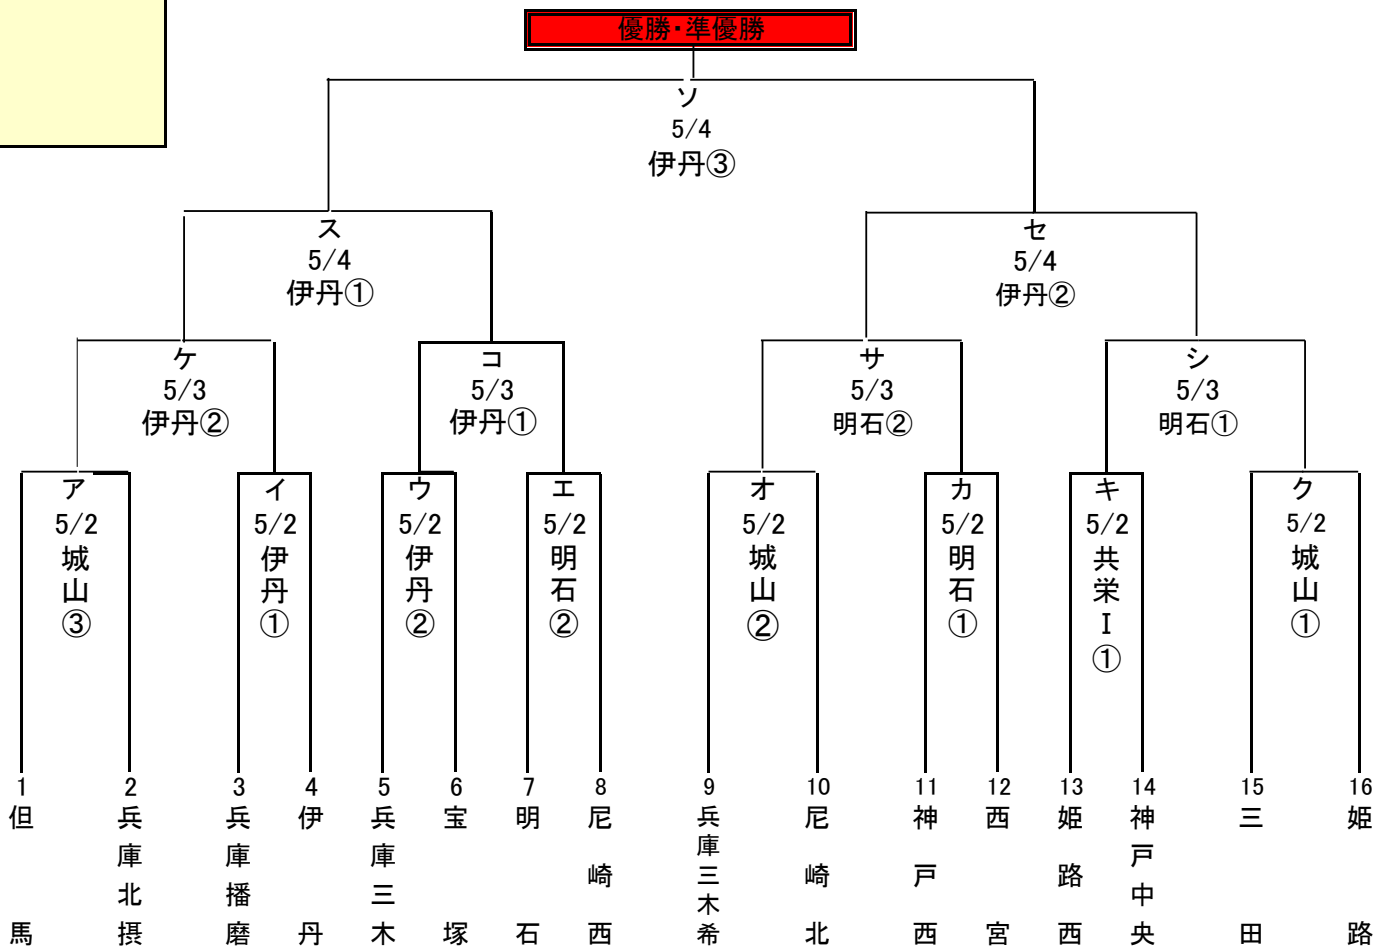 優勝・準優勝
ソ
5/4
伊丹③
ス
5/4
伊丹①
セ
5/4
伊丹②
ケ
5/3
伊丹②
コ
5/3
伊丹①
サ
5/3
明石②
シ
5/3
明石①
ア
5/2
城山③
イ
5/2
伊丹①
ウ
5/2
伊丹②
エ
5/2
明石②
オ
5/2
城山②
カ
5/2
明石①
キ
5/2
共栄Ⅰ①
ク
5/2
城山①
1
但馬
2
兵庫北摂
3
兵庫播磨
4
伊丹
5
兵庫三木
6
宝塚
7
明石
8
尼崎西
9
兵庫三木希
10
尼崎北
11
神戸西
12
西宮
13
姫路西
14
神戸中央
15
三田
16
姫路